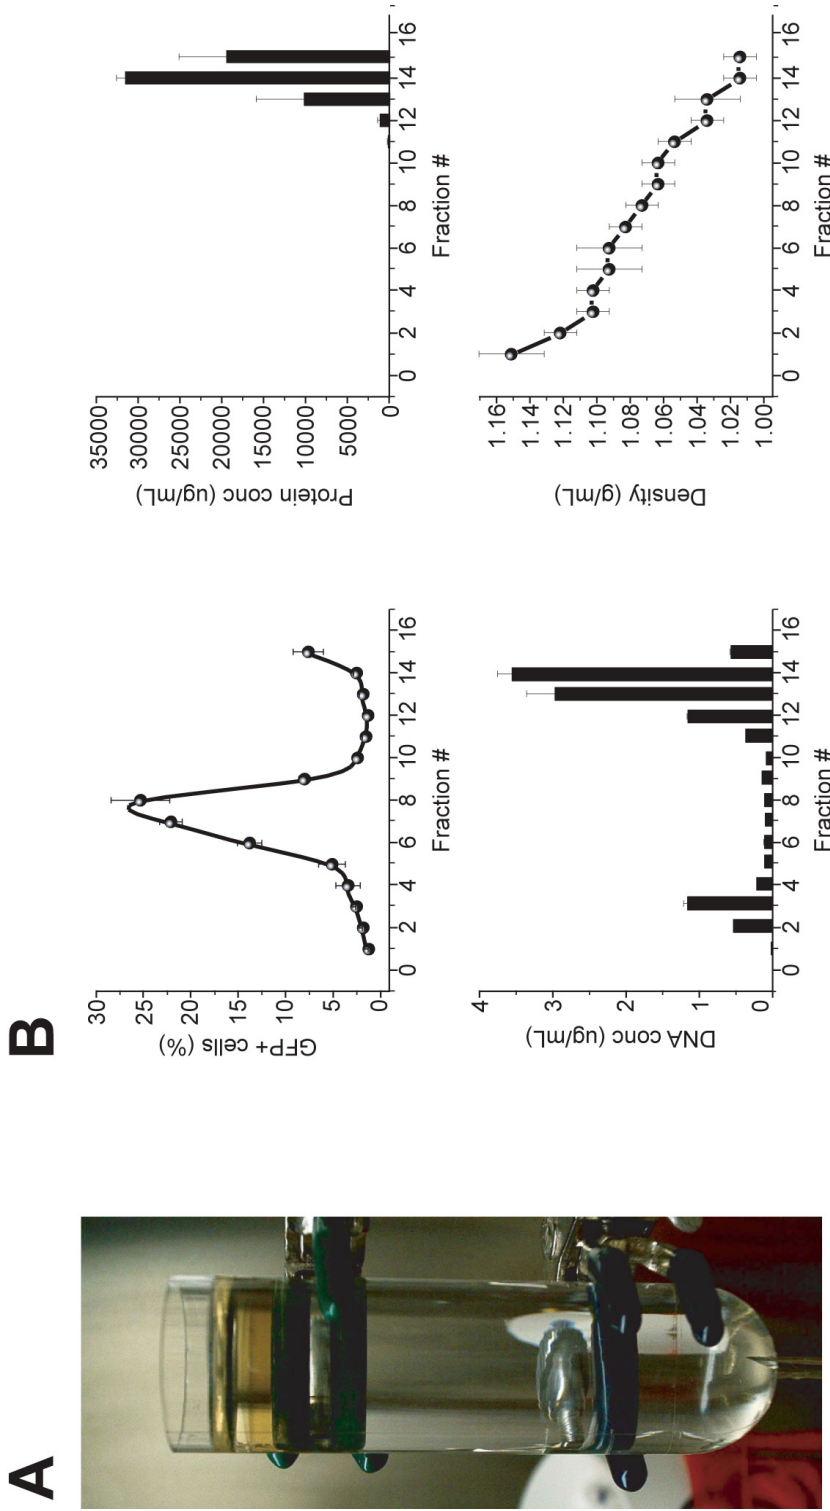 A
B
30
25
20
15
10
5
0
GFP+ cells (%)
0 2 4 6 8 10 12 14 16
Fraction #
35000
30000
25000
20000
15000
10000
5000
0
Protein conc (ug/mL)
0 2 4 6 8 10 12 14 16
Fraction #
4
3
2
1
0
DNA conc (ug/mL)
0 2 4 6 8 10 12 14 16
Fraction #
1.16
1.14
1.12
1.10
1.08
1.06
1.04
1.02
1.00
Density (g/mL)
0 2 4 6 8 10 12 14 16
Fraction #